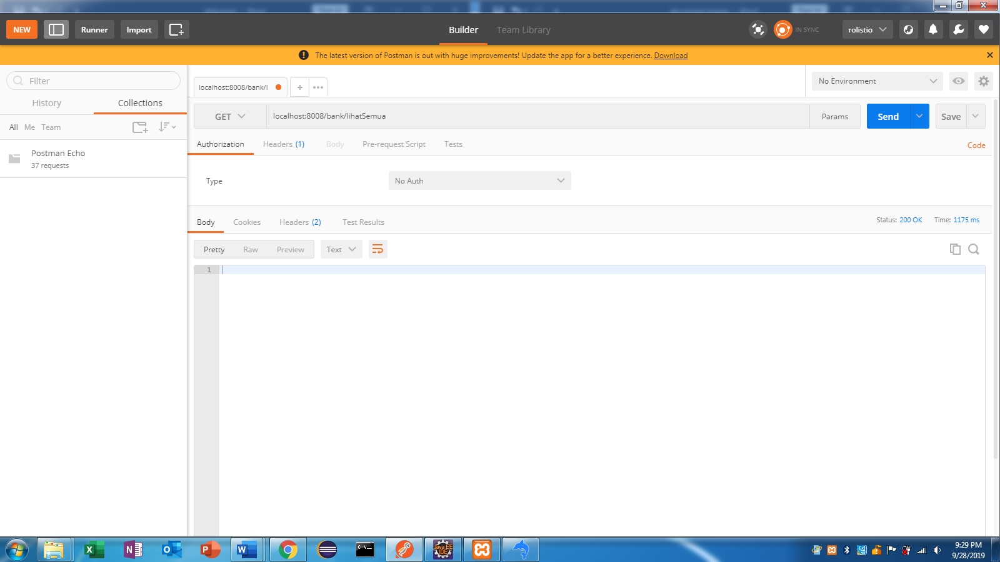 NEW
Runner
Import
Builder
Team Library
IN SYNC
rolistio
The latest version of Postman is out with huge improvements! Update the app for a better experience. Download
Filter
History
Collections
All Me Team
Postman Echo
37 requests
localhost:8008/bank/l
No Environment
GET
localhost:8008/bank/lihatSemua
Params
Send
Save
Authorization
Headers (1)
Body
Pre-request Script
Tests
Code
Type
No Auth
Body
Cookies
Headers (2)
Test Results
Status: 200 OK
Time: 1175 ms
Pretty
Raw
Preview
Text
1
Java EE
IDE
9:29 PM
9/28/2019